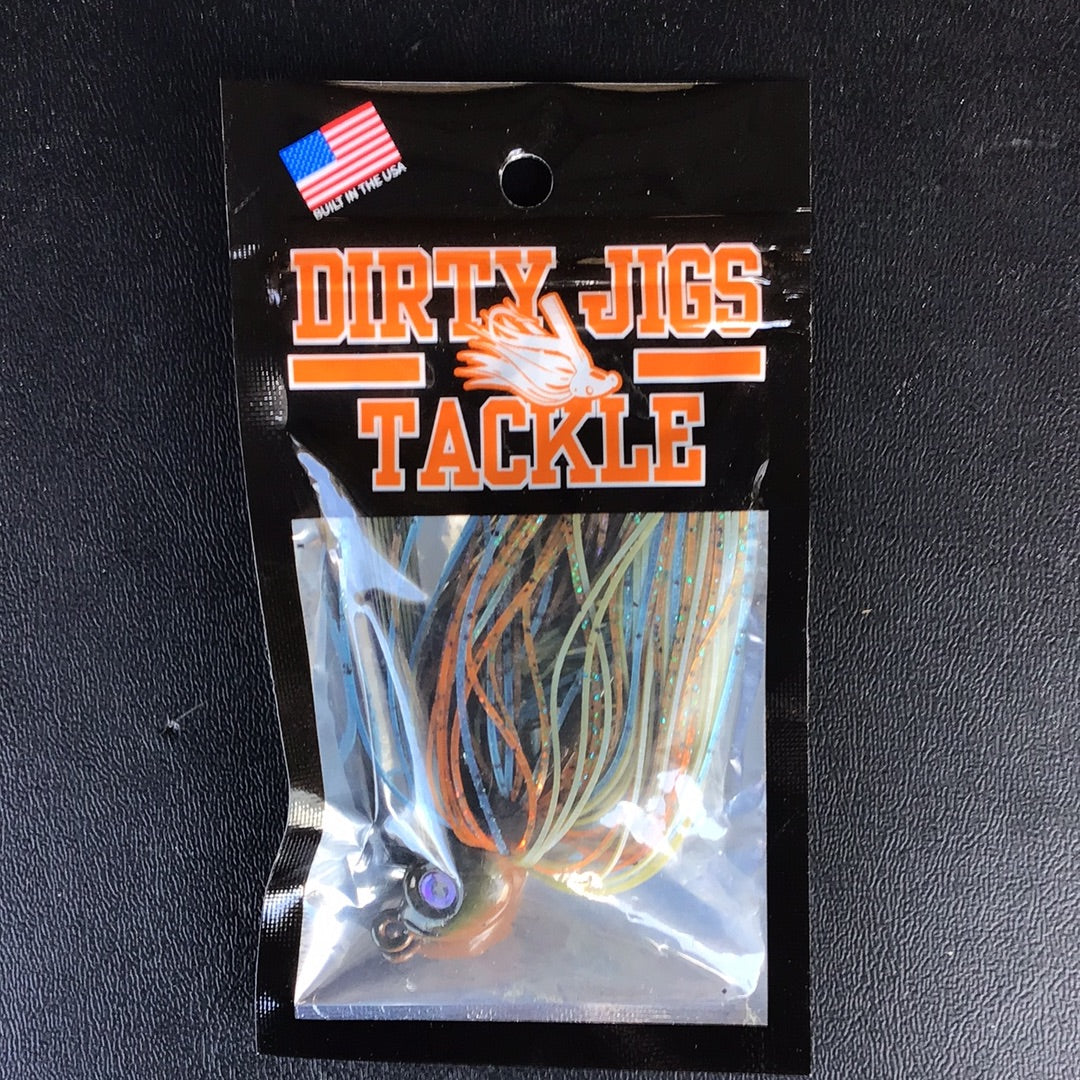 BUILT IN THE USA
DIRTY JIGS
TACKLE